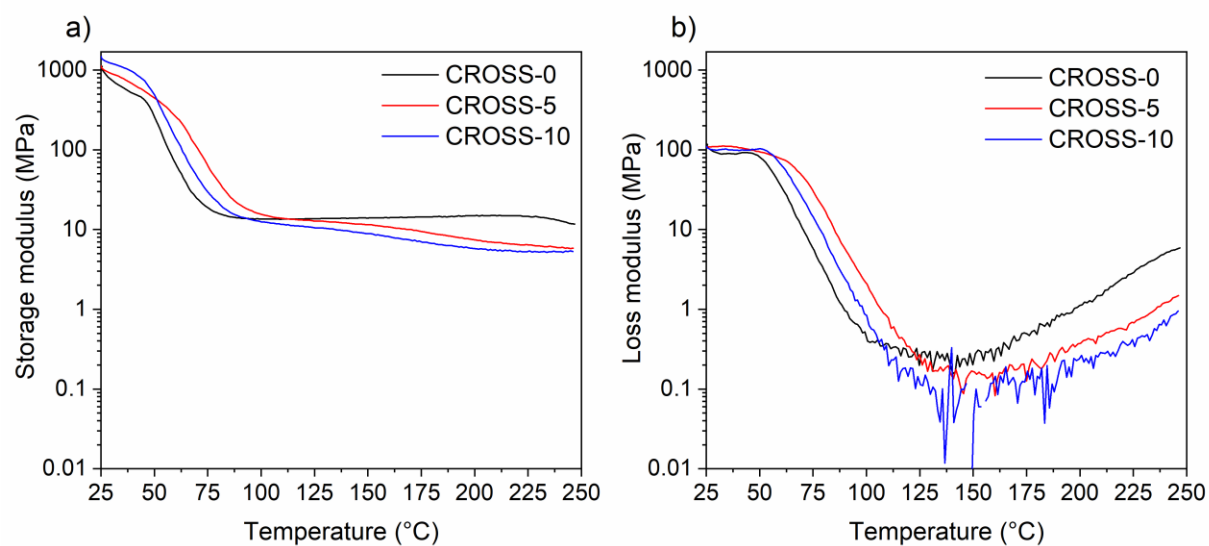 a)
Storage modulus (MPa)
1000
100
10
1
0.1
0.01
CROSS-0
CROSS-5
CROSS-10
25 50 75 100 125 150 175 200 225 250
Temperature (°C)
b)
Loss modulus (MPa)
1000
100
10
1
0.1
0.01
CROSS-0
CROSS-5
CROSS-10
25 50 75 100 125 150 175 200 225 250
Temperature (°C)